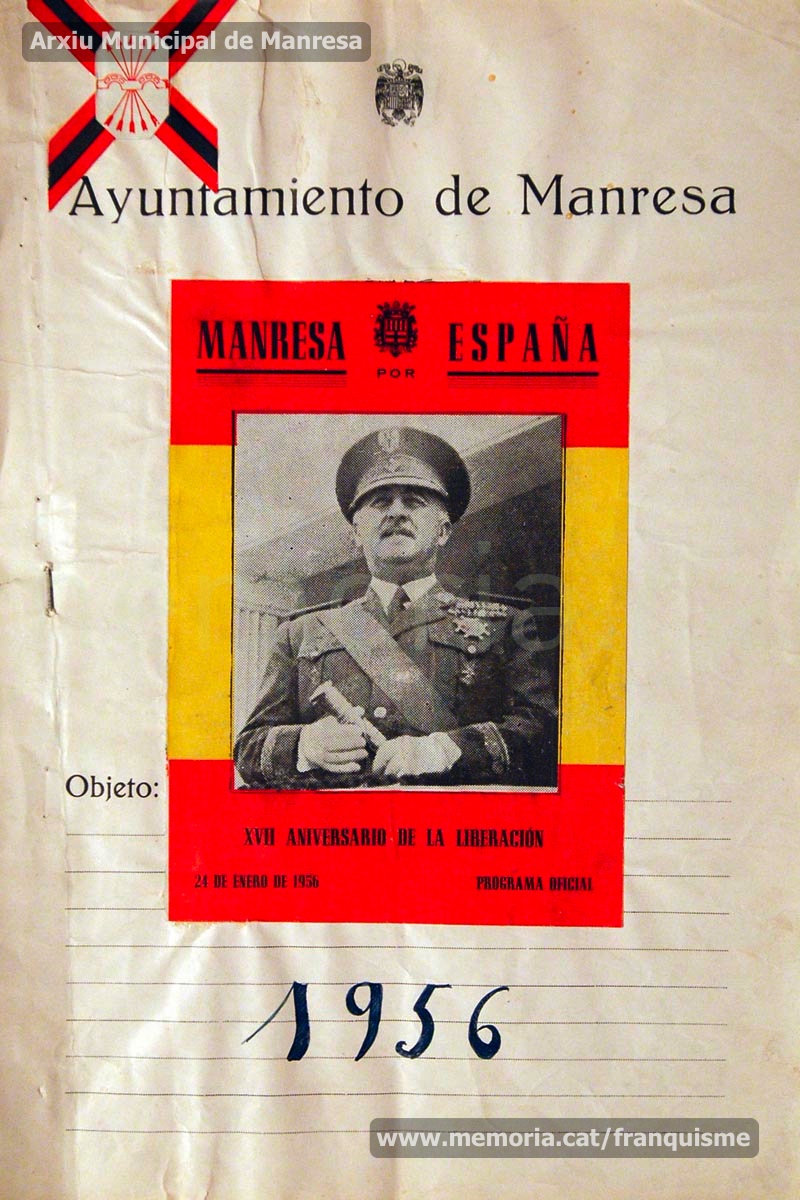 Arxiu Municipal de Manresa
Ayuntamiento de Manresa
MANRESA POR ESPAÑA
Objeto:
XVII ANIVERSARIO DE LA LIBERACIÓN
24 DE ENERO DE 1956
PROGRAMA OFICIAL
1956
www.memoria.cat/franquisme